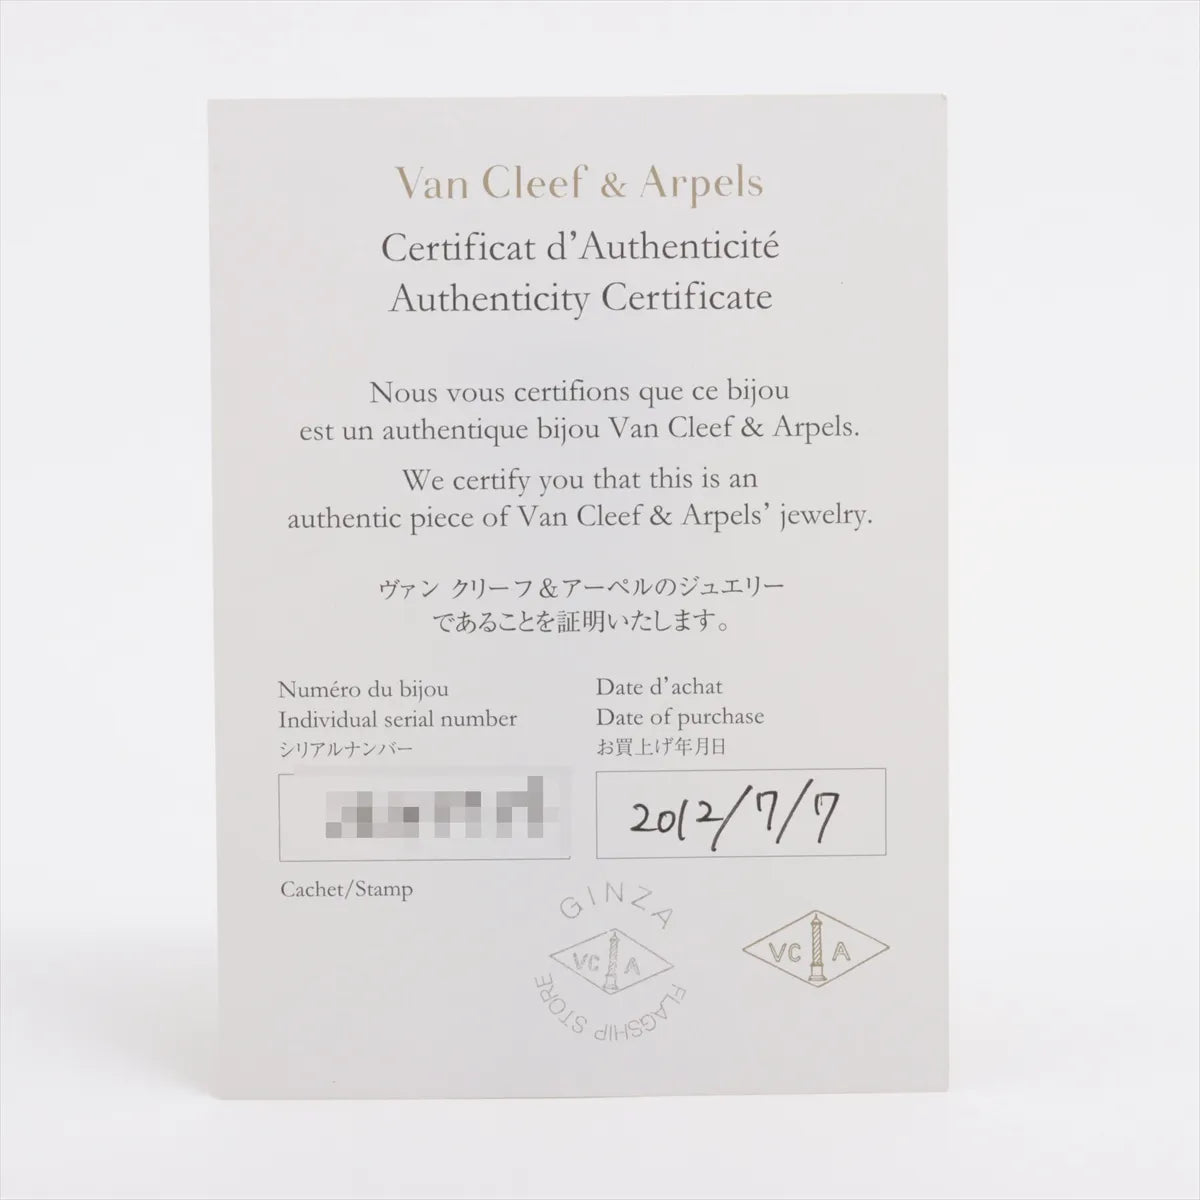 Van Cleef & Arpels
Certificat d'Authenticité
Authenticity Certificate
Nous vous certifions que ce bijou
est un authentique bijou Van Cleef & Arpels.
We certify you that this is an
authentic piece of Van Cleef & Arpels' jewelry.
ヴァン クリーフ&アーペルのジュエリー
であることを証明いたします。
Numéro du bijou
Individual serial number
シリアルナンバー
Date d'achat
Date of purchase
お買上げ年月日
2012/7/7
Cachet/Stamp
GINZA
VC A
FLAGSHIP STORE
VC A